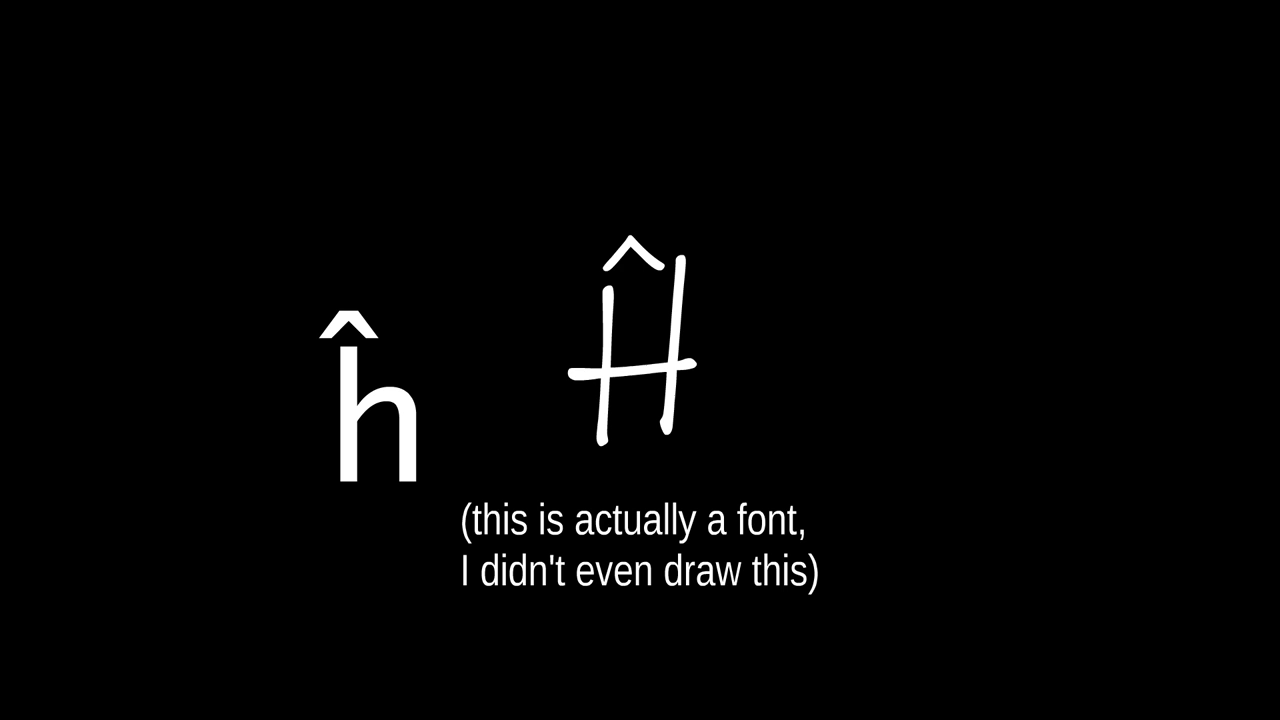 ĥ Ĥ
(this is actually a font,
I didn't even draw this)